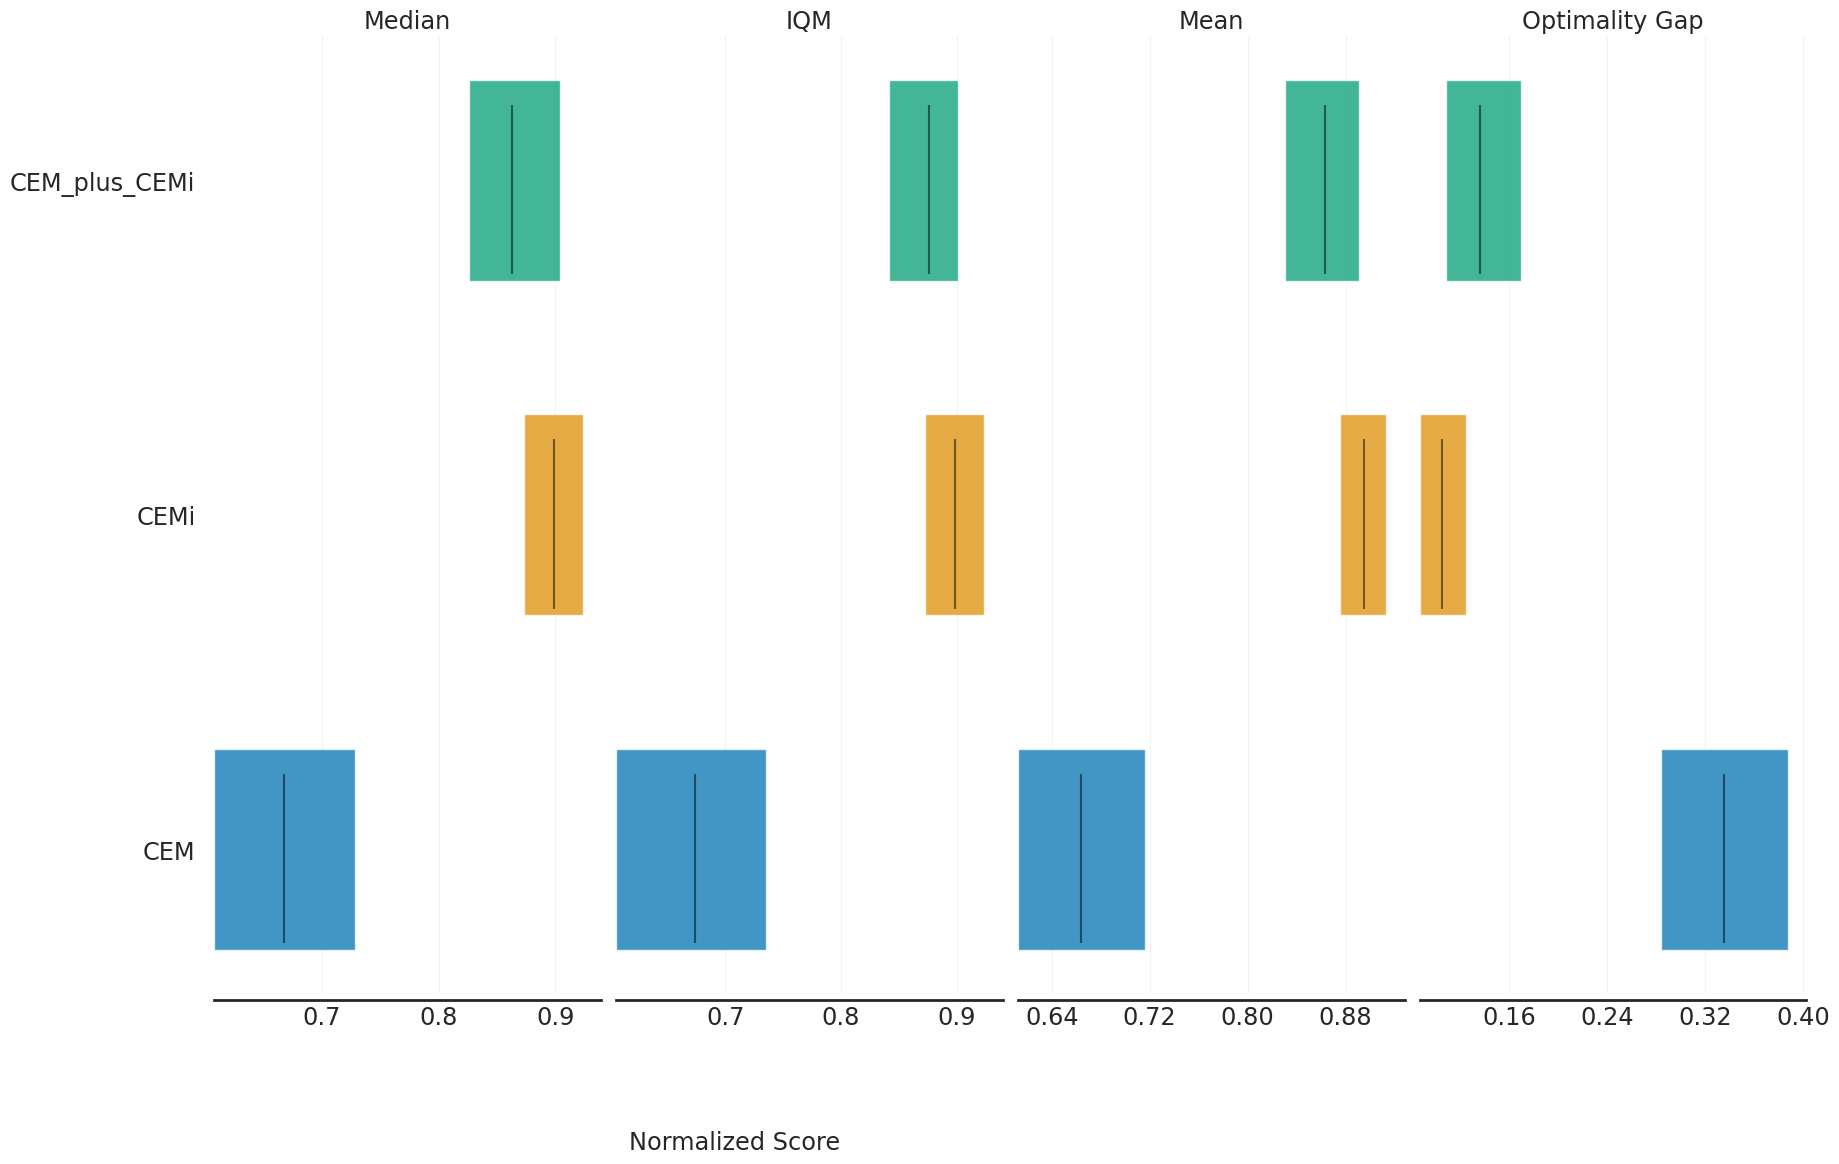 Median IQM Mean Optimality Gap
CEM_plus_CEMi
CEMi
CEM
0.7 0.8 0.9 0.7 0.8 0.9 0.64 0.72 0.80 0.88 0.16 0.24 0.32 0.40
Normalized Score